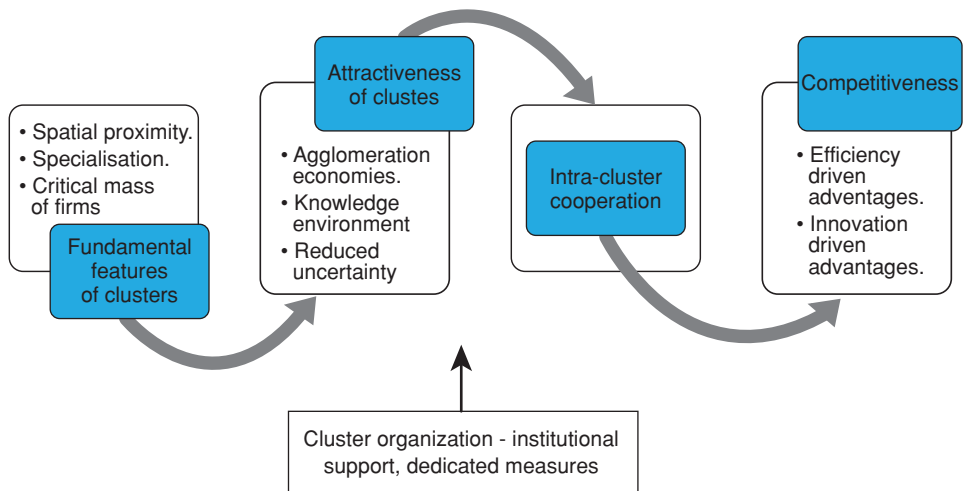 • Spatial proximity.
• Specialisation.
• Critical mass
of firms
Fundamental
features
of clusters
Attractiveness
of clustes
• Agglomeration
economies.
• Knowledge
environment
• Reduced
uncertainty
Intra-cluster
cooperation
Competitiveness
• Efficiency
driven
advantages.
• Innovation
driven
advantages.
Cluster organization - institutional
support, dedicated measures